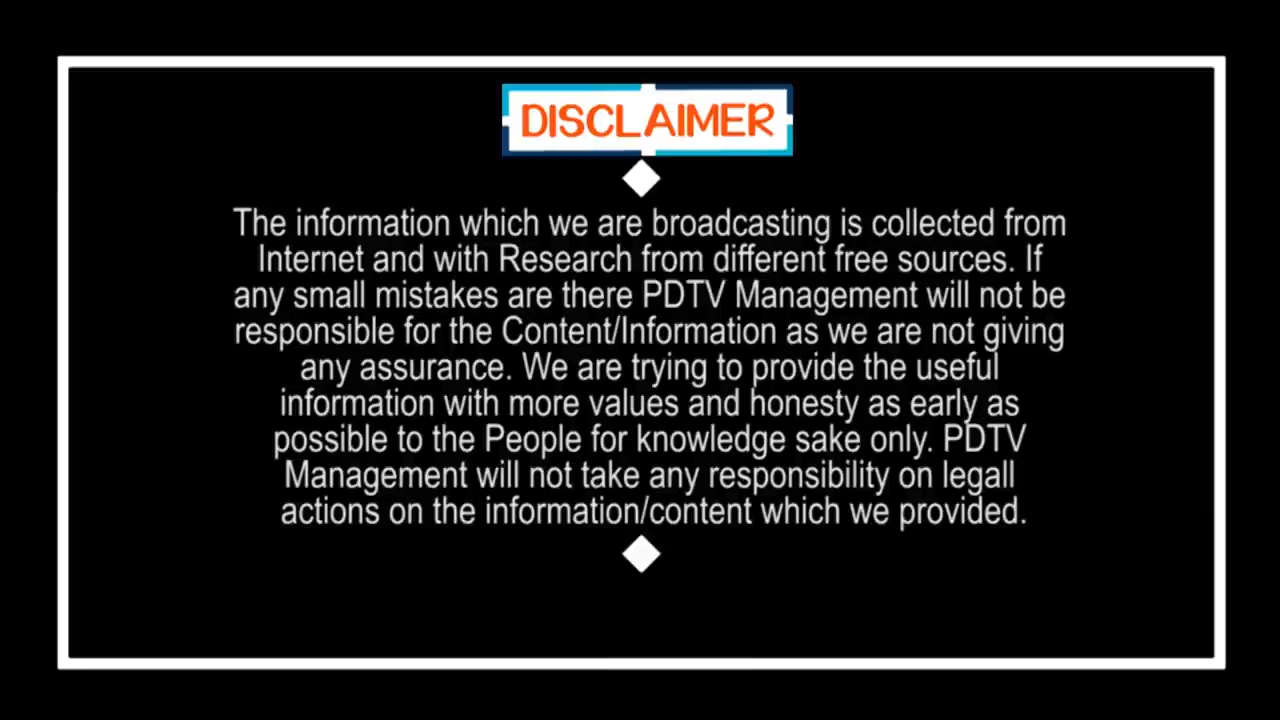 DISCLAIMER
The information which we are broadcasting is collected from
Internet and with Research from different free sources. If
any small mistakes are there PDTV Management will not be
responsible for the Content/Information as we are not giving
any assurance. We are trying to provide the useful
information with more values and honesty as early as
possible to the People for knowledge sake only. PDTV
Management will not take any responsibility on legall
actions on the information/content which we provided.